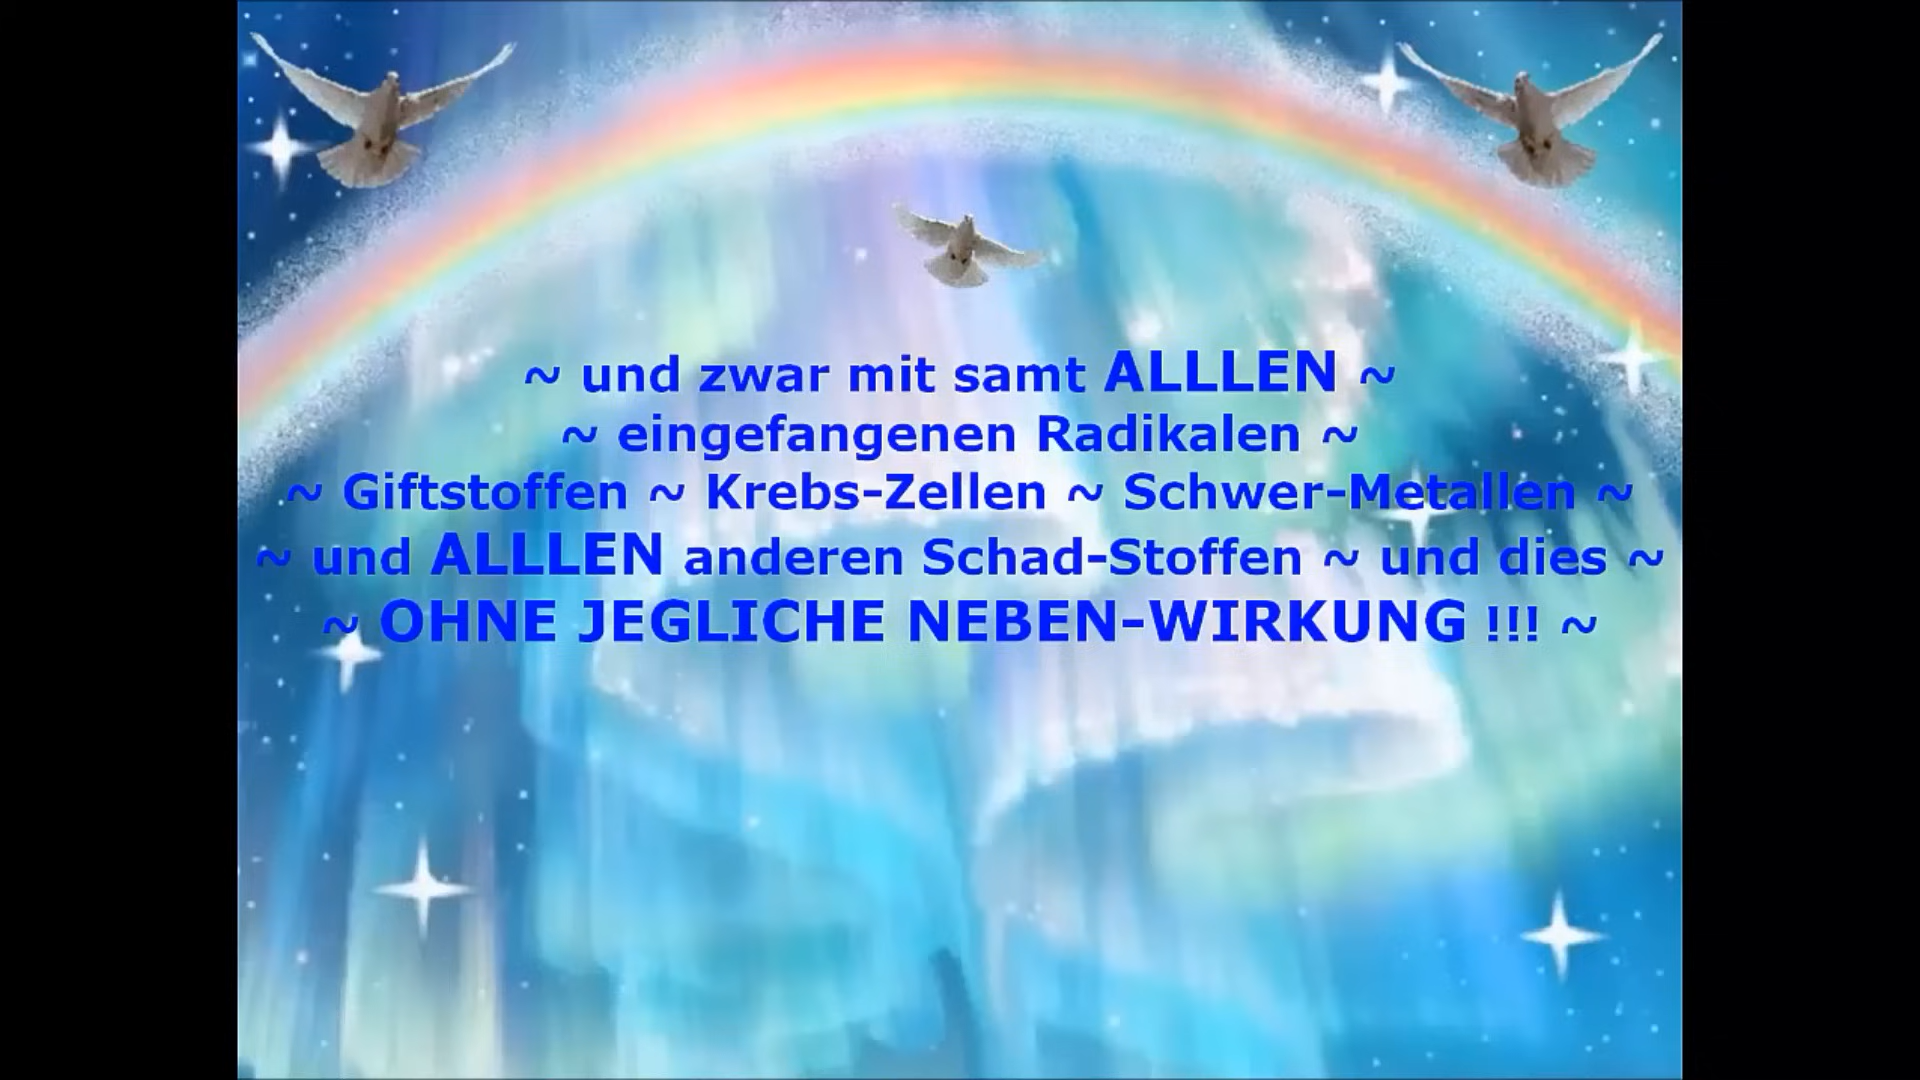 ~ und zwar mit samt ALLLEN ~
~ eingefangenen Radikalen ~
~ Giftstoffen ~ Krebs-Zellen ~ Schwer-Metallen ~
~ und ALLLEN anderen Schad-Stoffen ~ und dies ~
~ OHNE JEGLICHE NEBEN-WIRKUNG !!! ~